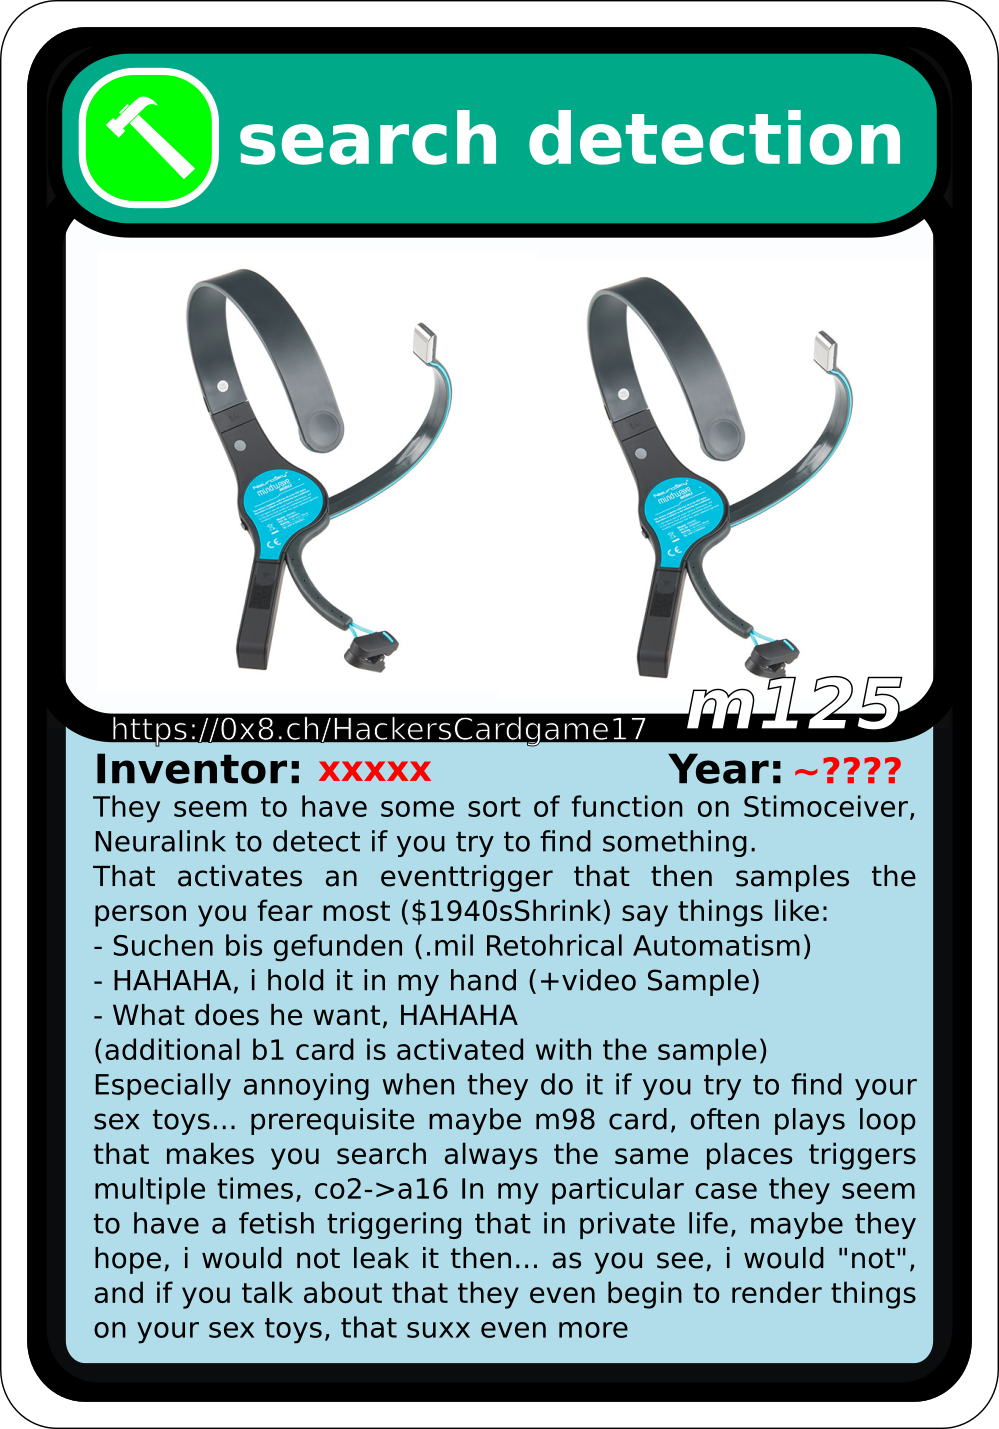 search detection
NeuroSky
mindwave
NeuroSky
mindwave
m125
https://0x8.ch/HackersCardgame17
Inventor: xxxxx Year: ~????
They seem to have some sort of function on Stimoceiver,
Neuralink to detect if you try to find something.
That activates an eventtrigger that then samples the
person you fear most ($1940sShrink) say things like:
- Suchen bis gefunden (.mil Retohrical Automatism)
- HAHAHA, i hold it in my hand (+video Sample)
- What does he want, HAHAHA
(additional b1 card is activated with the sample)
Especially annoying when they do it if you try to find your
sex toys... prerequisite maybe m98 card, often plays loop
that makes you search always the same places triggers
multiple times, co2->a16 In my particular case they seem
to have a fetish triggering that in private life, maybe they
hope, i would not leak it then... as you see, i would "not",
and if you talk about that they even begin to render things
on your sex toys, that suxx even more